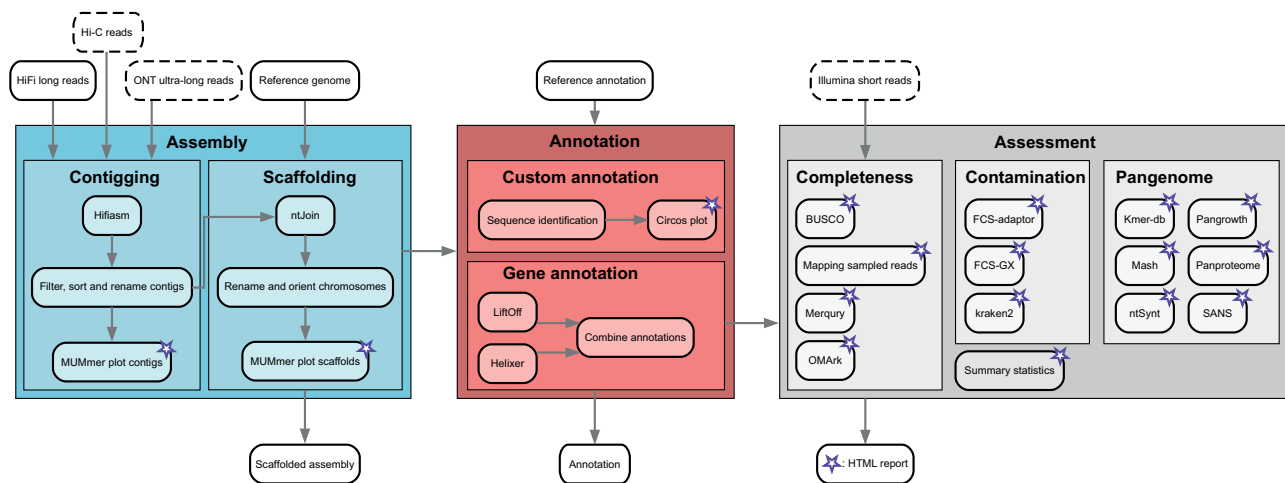 Hi-C reads
HiFi long reads
ONT ultra-long reads
Reference genome
Reference annotation
Illumina short reads
Assembly
Contigging
Hifiasm
Filter, sort and rename contigs
MUMmer plot contigs
Scaffolding
ntJoin
Rename and orient chromosomes
MUMmer plot scaffolds
Annotation
Custom annotation
Sequence identification
Circos plot
Gene annotation
LiftOff
Helixer
Combine annotations
Assessment
Completeness
BUSCO
Mapping sampled reads
Merqury
OMArk
Contamination
FCS-adaptor
FCS-GX
kraken2
Summary statistics
Pangenome
Kmer-db
Pangrowth
Mash
Panproteome
ntSynt
SANS
Scaffolded assembly
Annotation
: HTML report